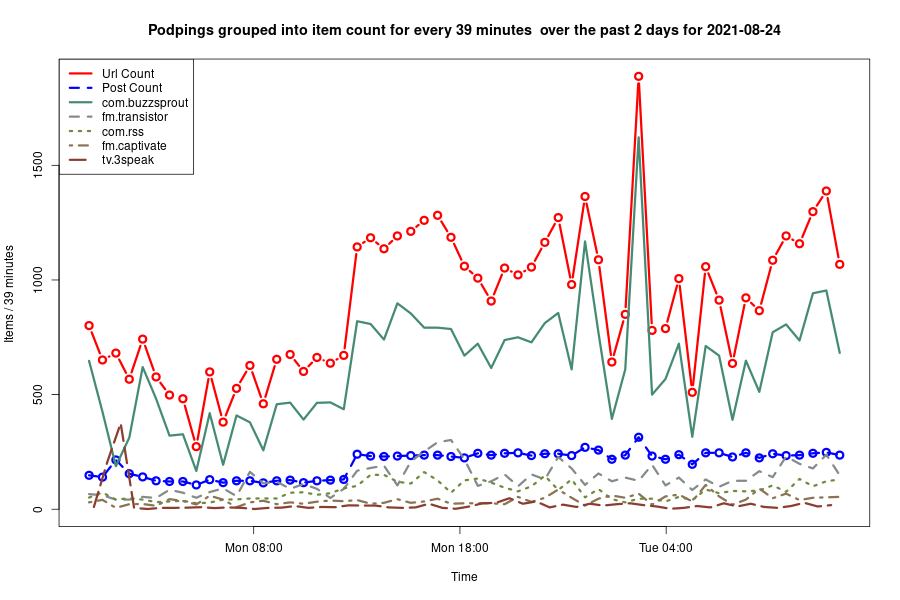 Podpings grouped into item count for every 39 minutes  over the past 2 days for 2021-08-24
Url Count
Post Count
com.buzzsprout
fm.transistor
com.rss
fm.captivate
tv.3speak
Items / 39 minutes
1500
1000
500
0
Mon 08:00
Mon 18:00
Tue 04:00
Time